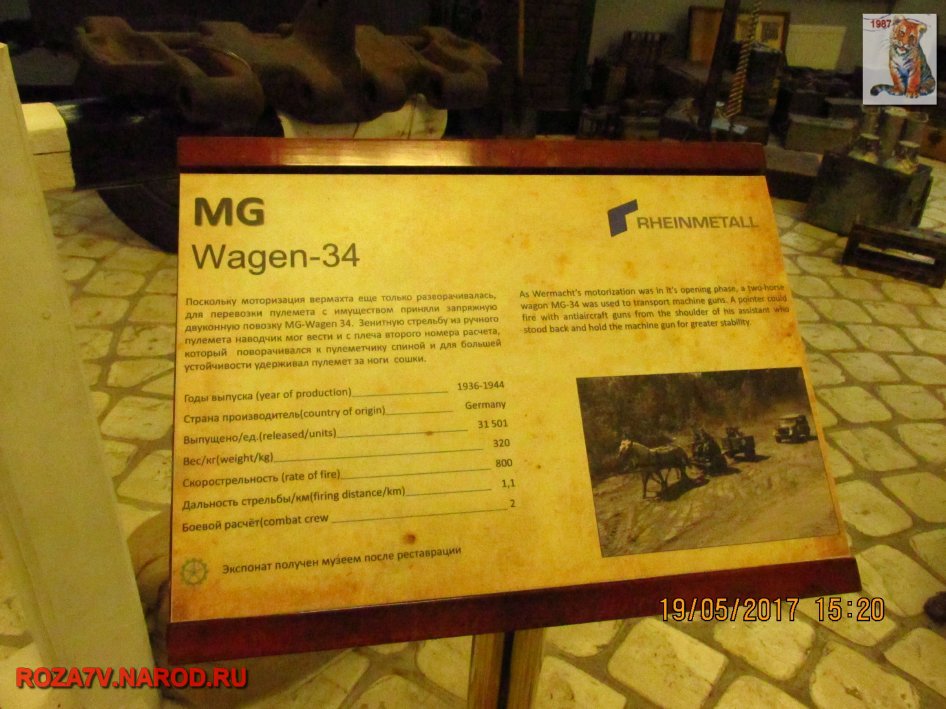 1987
MG
Wagen-34
RHEINMETALL
Поскольку моторизация вермахта еще только разворачивалась,
для перевозки пулемета с имуществом приняли запряжную
двуконную повозку MG-Wagen 34. Зенитную стрельбу из ручного
пулемета наводчик мог вести и с плеча второго номера расчета,
который поворачивался к пулеметчику спиной и для большей
устойчивости удерживал пулемет за ноги сошки.
As Wermacht's motorization was in it's opening phase, a two-horse
wagon MG-34 was used to transport machine guns. A pointer could
fire with antiaircraft guns from the shoulder of his assistant who
stood back and hold the machine gun for greater stability.
Годы выпуска (year of production) 1936-1944
Страна производитель(country of origin) Germany
Выпущено/ед.(released/units) 31 501
Вес/кг(weight/kg) 320
Скорострельность (rate of fire) 800
Дальность стрельбы/км(firing distance/km) 1,1
Боевой расчёт(combat crew 2
Экспонат получен музеем после реставрации
19/05/2017 15:20
ROZA7V.NAROD.RU